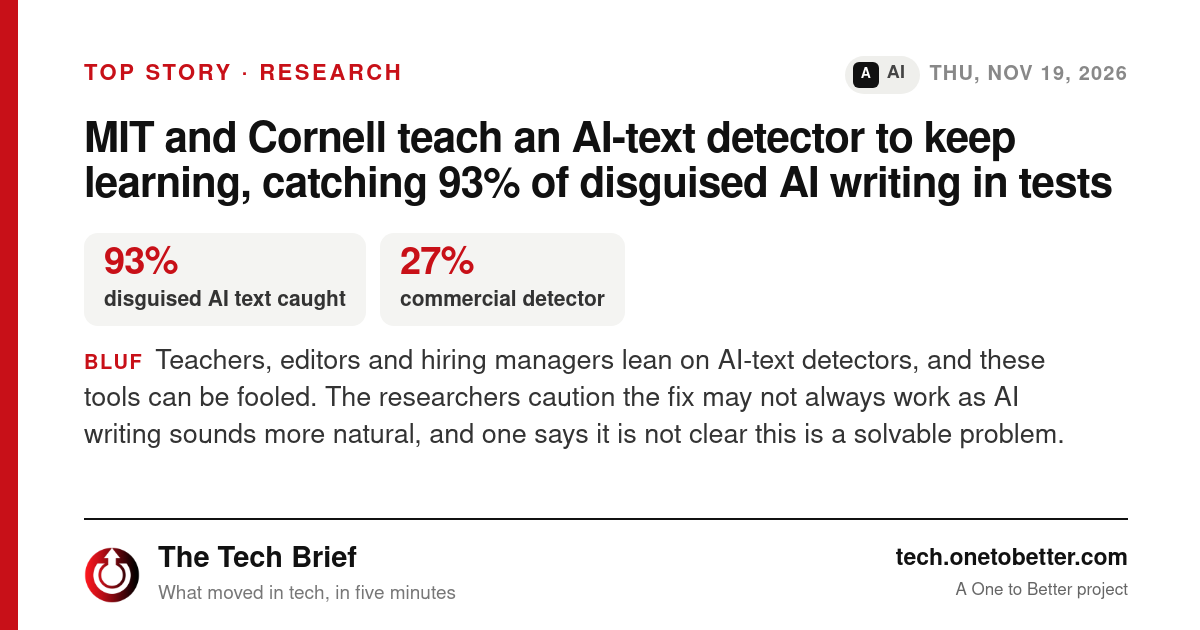 TOP STORY · RESEARCH
A AI THU, NOV 19, 2026
MIT and Cornell teach an AI-text detector to keep
learning, catching 93% of disguised AI writing in tests
93%
disguised AI text caught
27%
commercial detector
BLUF Teachers, editors and hiring managers lean on AI-text detectors, and these
tools can be fooled. The researchers caution the fix may not always work as AI
writing sounds more natural, and one says it is not clear this is a solvable problem.
The Tech Brief
What moved in tech, in five minutes
tech.onetobetter.com
A One to Better project